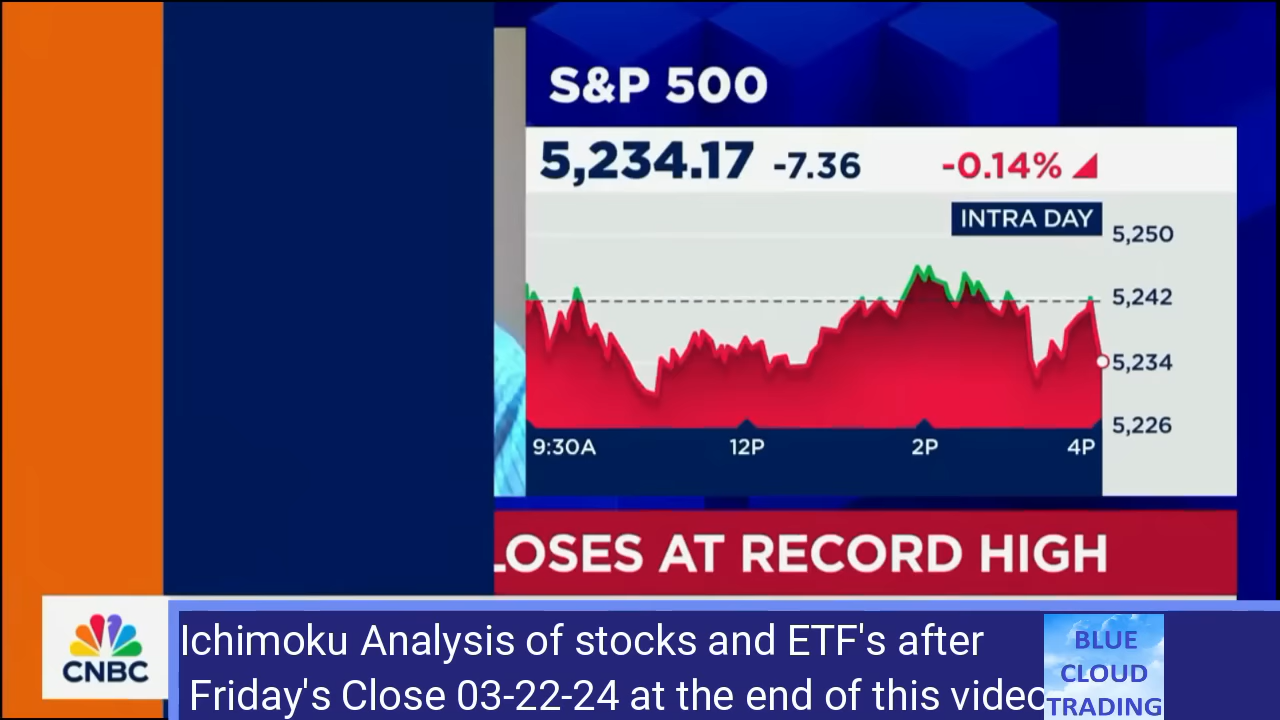 S&P 500
5,234.17 -7.36 -0.14%
INTRA DAY
5,250
5,242
5,234
5,226
9:30A 12P 2P 4P
LOSES AT RECORD HIGH
CNBC
Ichimoku Analysis of stocks and ETF's after
Friday's Close 03-22-24 at the end of this video
BLUE
CLOUD
TRADING